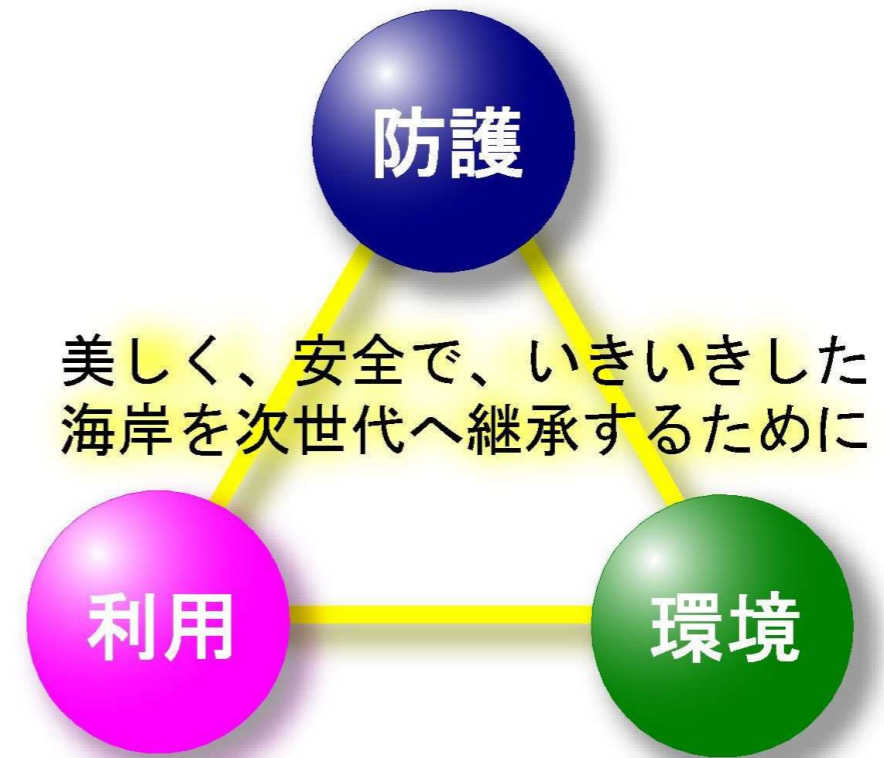 防護
美しく、安全で、いきいきした
海岸を次世代へ継承するために
利用
環境